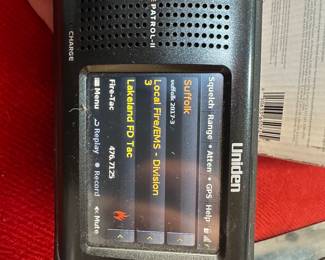 Uniden
Squelch Range • Atten • GPS Help
Suffolk
suffolk 2017-3
Local Fire/EMS - Division
3
Lakeland FD Tac
Fire-Tac 476.7125
Menu Replay Record Mute
PATROL-II
CHARGE